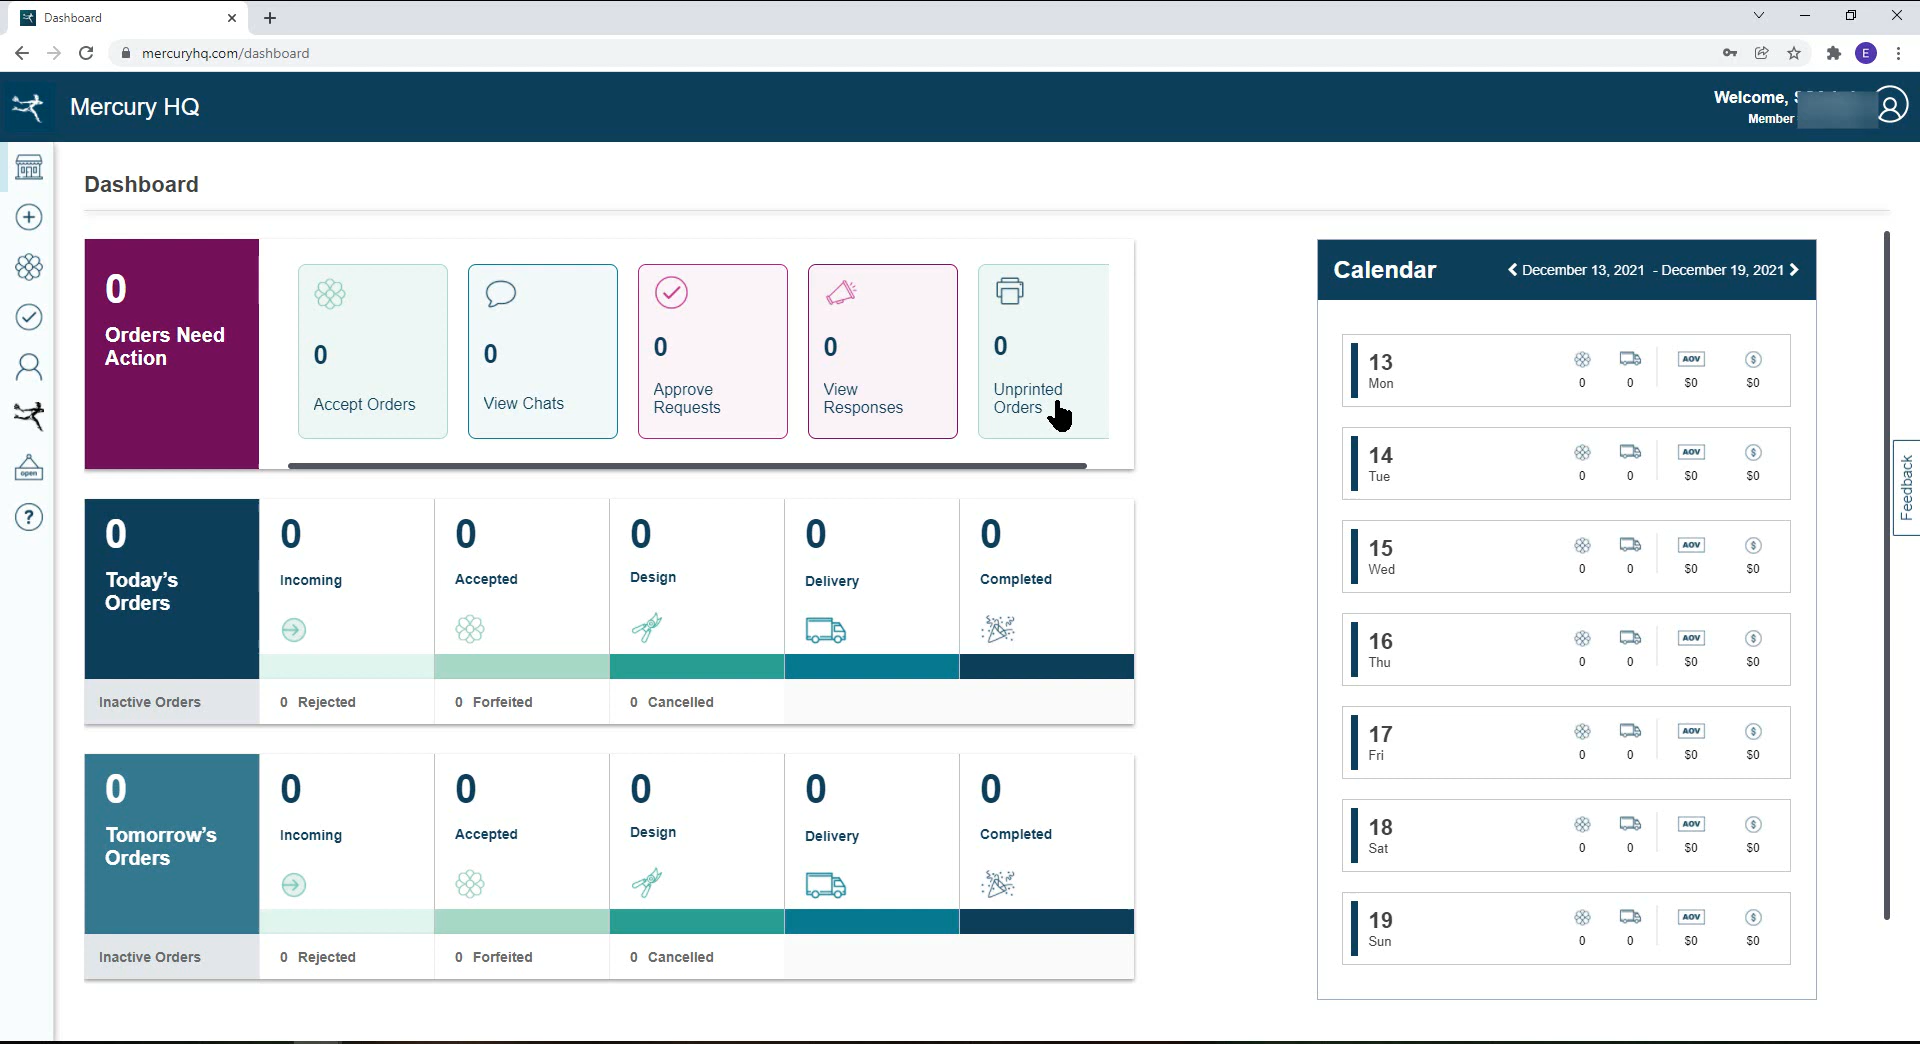 Dashboard
mercuryhq.com/dashboard
E
Mercury HQ
Welcome,
Member
Dashboard
0
Orders Need
Action
0
Accept Orders
0
View Chats
0
Approve
Requests
0
View
Responses
0
Unprinted
Orders
0
Today's
Orders
0
Incoming
0
Accepted
0
Design
0
Delivery
0
Completed
Inactive Orders
0 Rejected
0 Forfeited
0 Cancelled
0
Tomorrow's
Orders
0
Incoming
0
Accepted
0
Design
0
Delivery
0
Completed
Inactive Orders
0 Rejected
0 Forfeited
0 Cancelled
Calendar
December 13, 2021 - December 19, 2021
13
Mon
AOV
0 0 $0 $0
14
Tue
AOV
0 0 $0 $0
15
Wed
AOV
0 0 $0 $0
16
Thu
AOV
0 0 $0 $0
17
Fri
AOV
0 0 $0 $0
18
Sat
AOV
0 0 $0 $0
19
Sun
AOV
0 0 $0 $0
Feedback
open
?